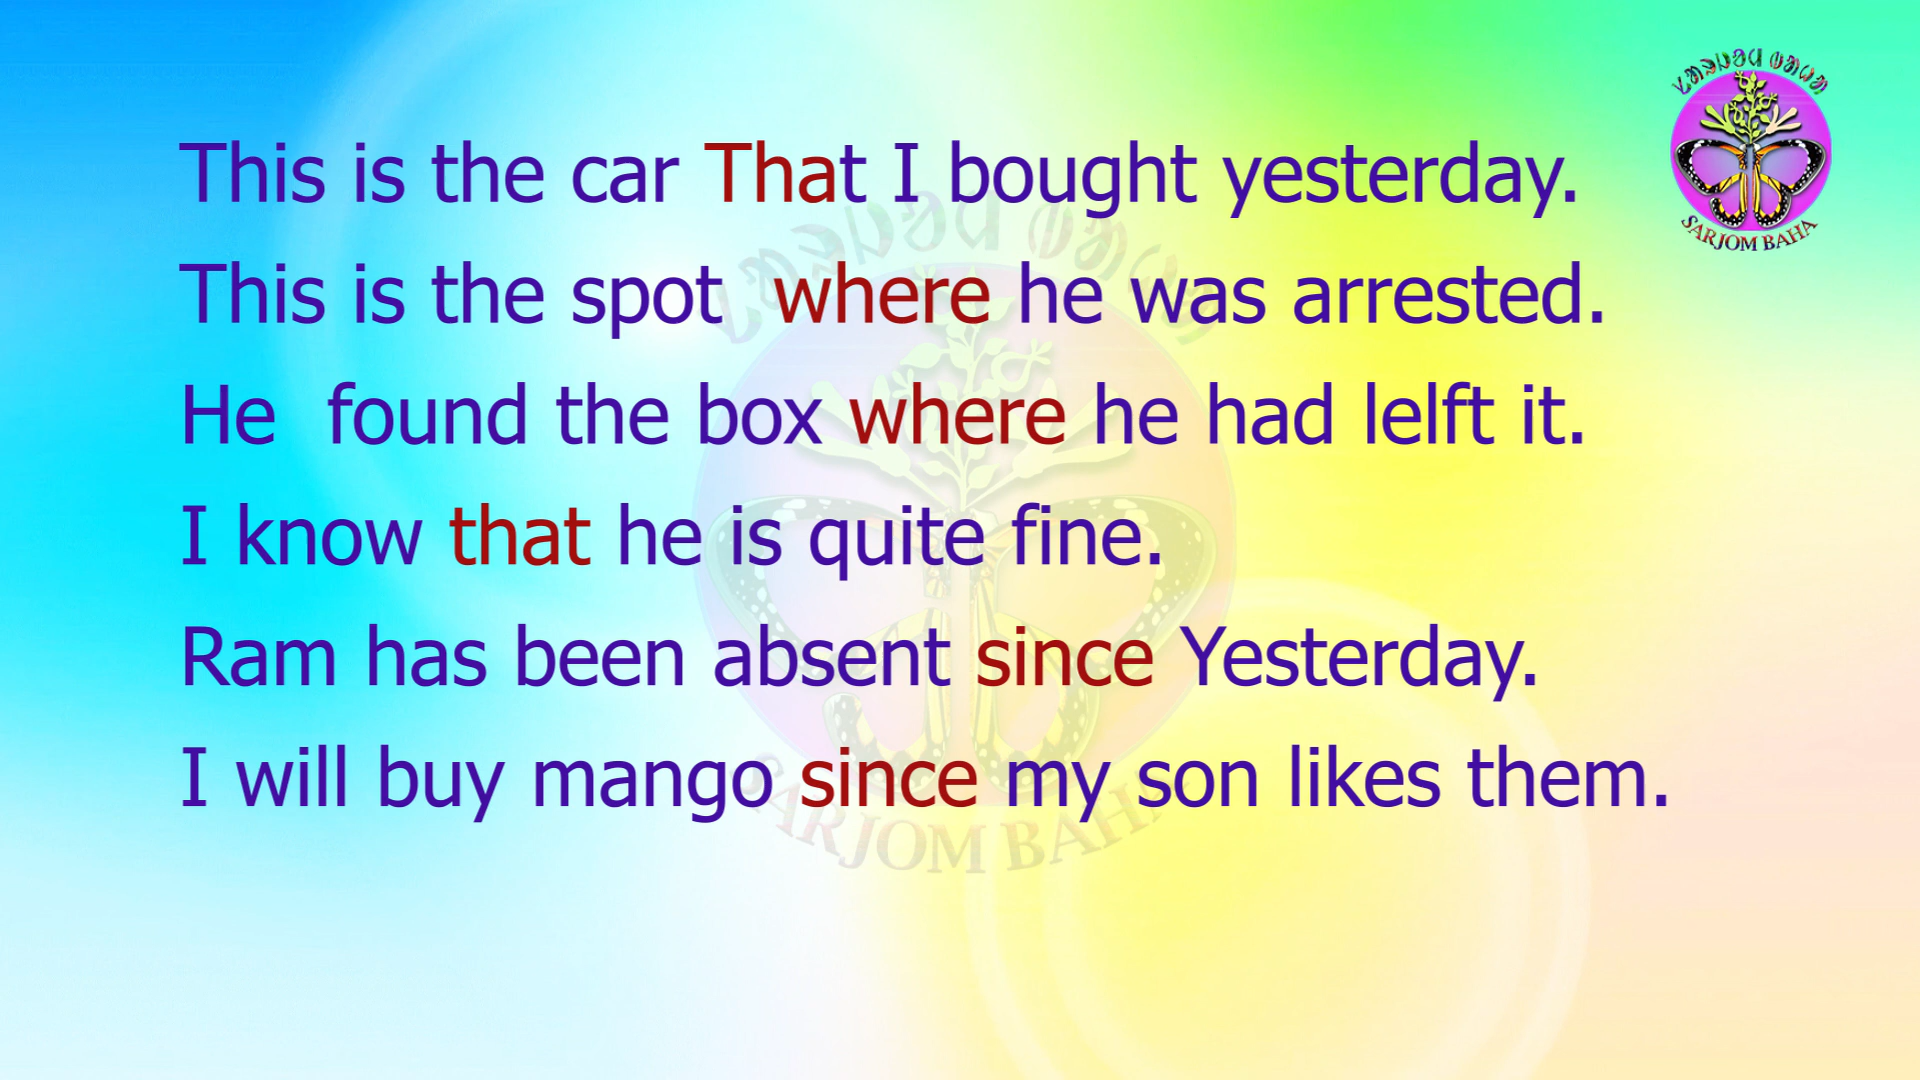 This is the car That I bought yesterday.
This is the spot where he was arrested.
He found the box where he had lelft it.
I know that he is quite fine.
Ram has been absent since Yesterday.
I will buy mango since my son likes them.
SARJOM BAHA
SARJOM BAHA